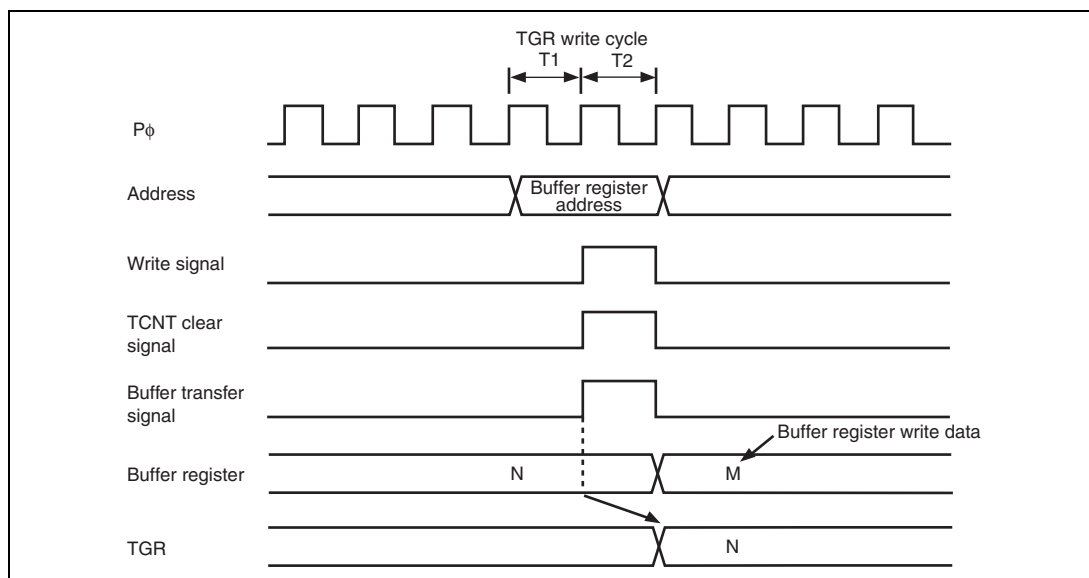 TGR write cycle
T1 T2
Pϕ
Address
Buffer register
address
Write signal
TCNT clear
signal
Buffer transfer
signal
Buffer register write data
Buffer register
N
M
TGR
N